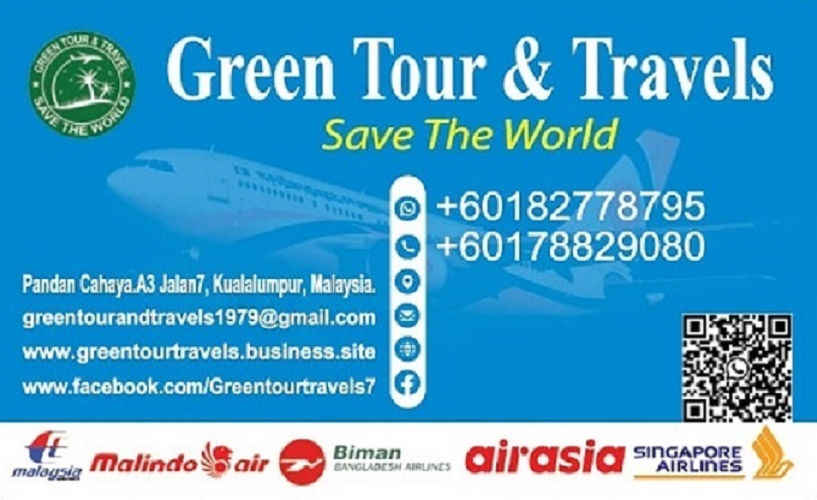 GREEN TOUR & TRAVEL
SAVE THE WORLD
Green Tour & Travels
Save The World
+60182778795
+60178829080
Pandan Cahaya.A3 Jalan7, Kualalumpur, Malaysia.
greentourandtravels1979@gmail.com
www.greentourtravels.business.site
www.facebook.com/Greentourtravels7
malaysia
Malindo air
Biman
BANGLADESH AIRLINES
airasia
SINGAPORE
AIRLINES